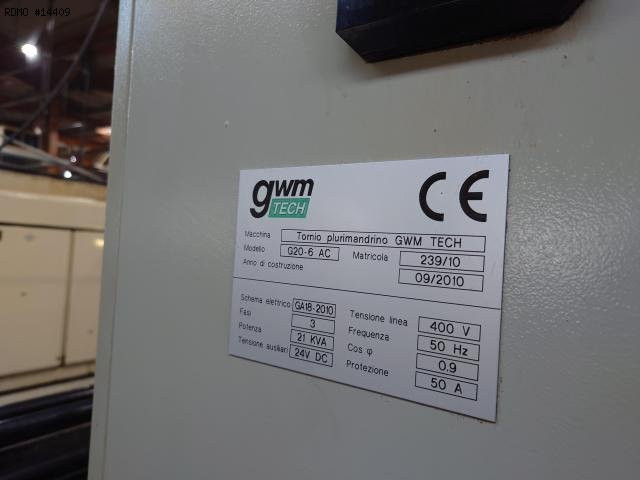 RDMO #14409
gwm
TECH
CE
Macchina Tornio plurimandrino GWM TECH
Modello G20-6 AC Matricola 239/10
Anno di costruzione 09/2010
Schema elettrico GA18-2010 Tensione linea 400 V
Fasi 3 Frequenza 50 Hz
Potenza 21 KVA Cos φ 0.9
Tensione ausiliari 24V DC Protezione 50 A